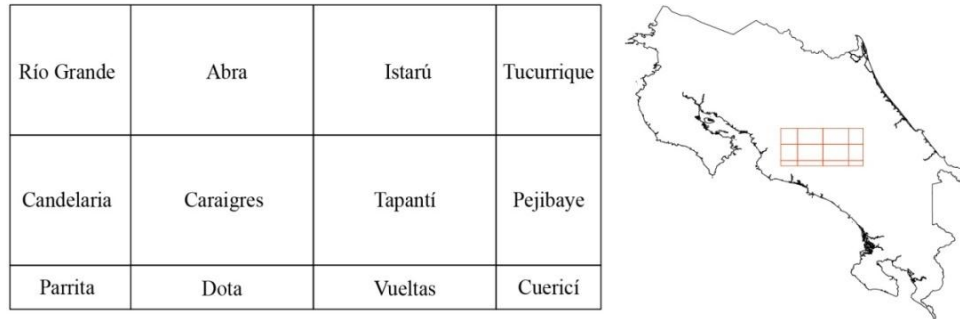 Río Grande
Abra
Istarú
Tucurrique
Candelaria
Caraigres
Tapantí
Pejibaye
Parrita
Dota
Vueltas
Cuericí